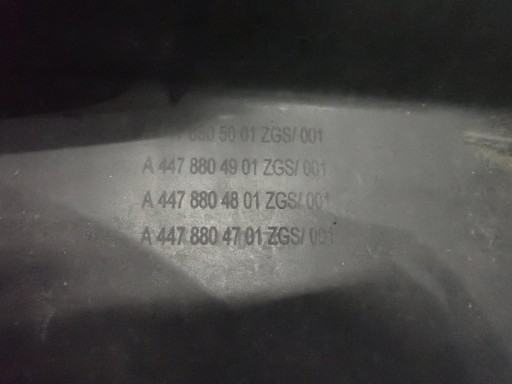 880 50 01 ZGS/ 001
A 447 880 49 01 ZGS/ 001
A 447 880 48 01 ZGS/ 001
A 447 880 47 01 ZGS/ 001